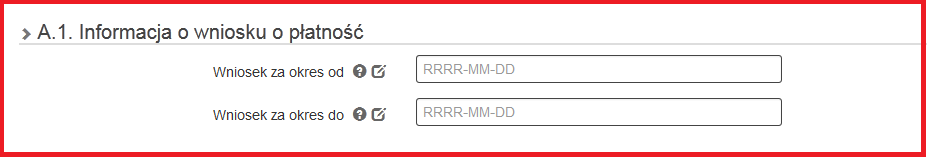 A.1. Informacja o wniosku o płatność
Wniosek za okres od RRRR-MM-DD
Wniosek za okres do RRRR-MM-DD